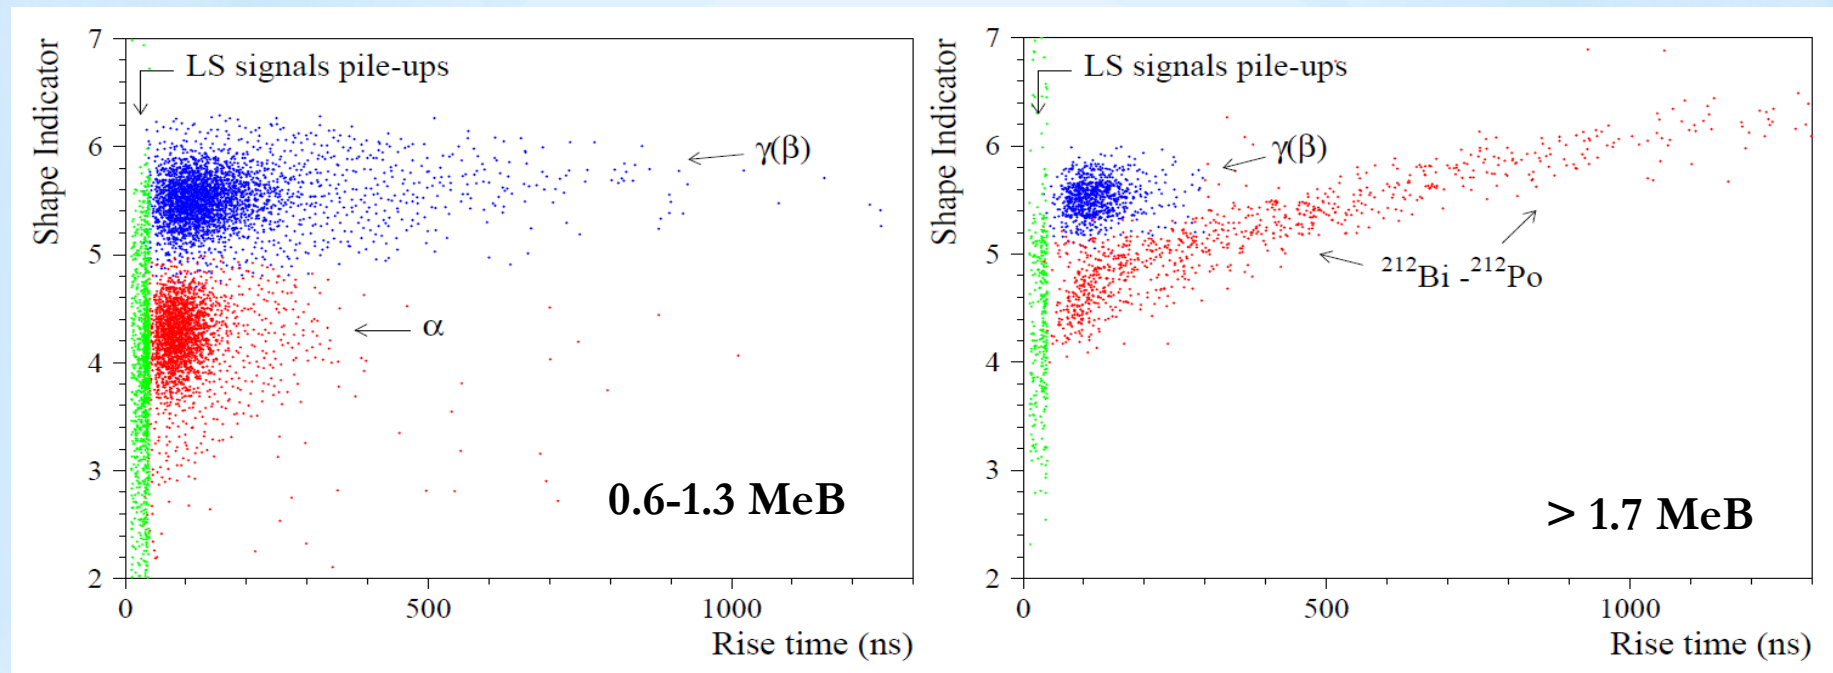 7
6
5
4
3
2
Shape Indicator
LS signals pile-ups
γ(β)
α
0.6-1.3 MeB
0
500
1000
Rise time (ns)
7
6
5
4
3
2
Shape Indicator
LS signals pile-ups
γ(β)
²¹²Bi -²¹²Po
> 1.7 MeB
0
500
1000
Rise time (ns)